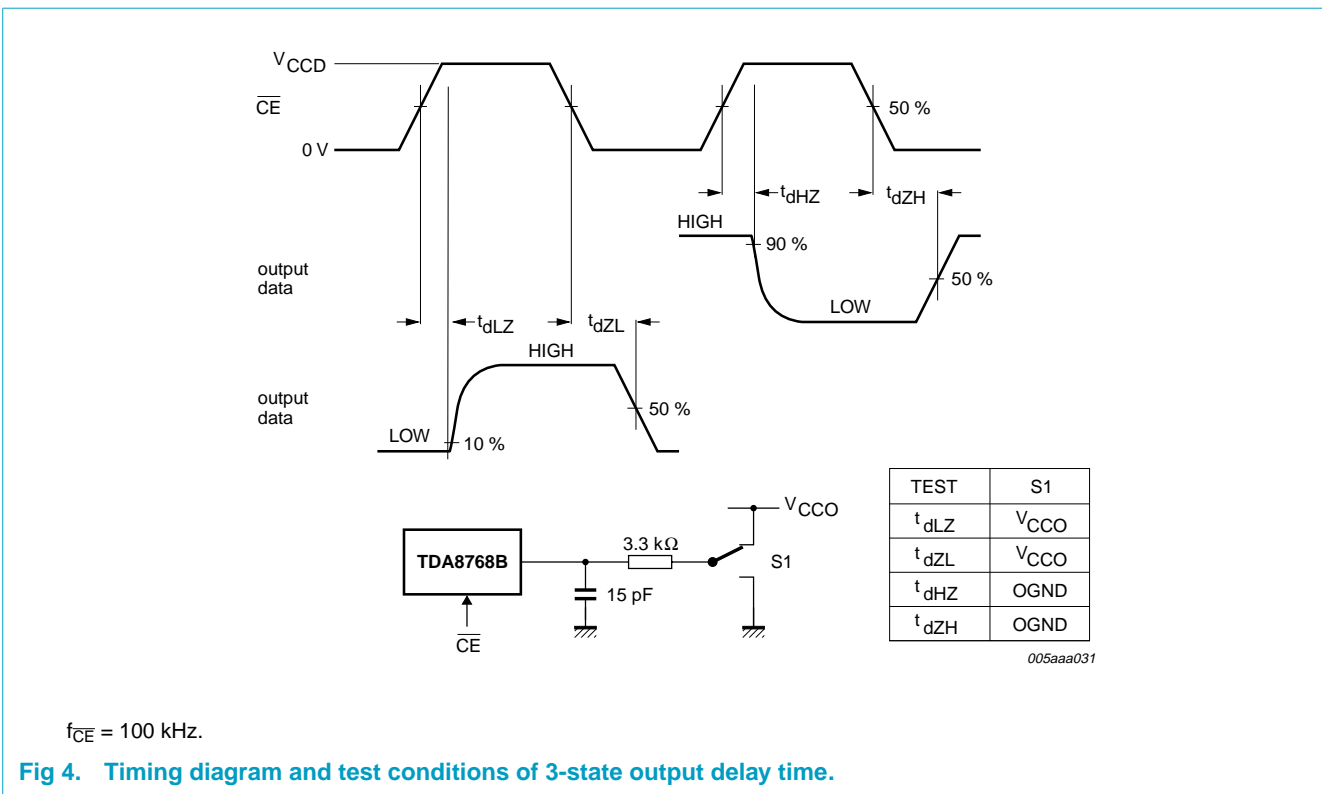 VCCD
CE
0 V
50 %
tdHZ
tdZH
HIGH
90 %
output
data
50 %
LOW
tdLZ
tdZL
HIGH
output
data
50 %
LOW
10 %
VCCO
3.3 kΩ
TDA8768B
S1
15 pF
CE
TEST S1
tdLZ VCCO
tdZL VCCO
tdHZ OGND
tdZH OGND
005aaa031
fCE = 100 kHz.
Fig 4. Timing diagram and test conditions of 3-state output delay time.